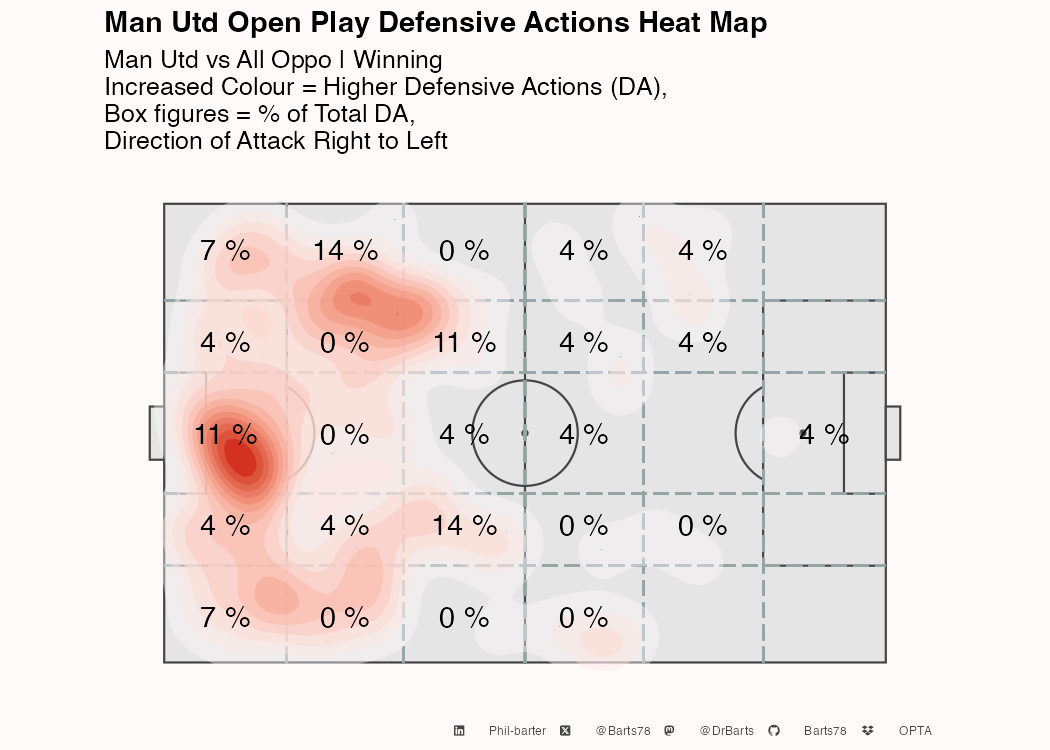 Man Utd Open Play Defensive Actions Heat Map
Man Utd vs All Oppo | Winning
Increased Colour = Higher Defensive Actions (DA),
Box figures = % of Total DA,
Direction of Attack Right to Left
7 % 14 % 0 % 4 % 4 %
4 % 0 % 11 % 4 % 4 %
11 % 0 % 4 % 4 % 4 %
4 % 4 % 14 % 0 % 0 %
7 % 0 % 0 % 0 %
Phil-barter @Barts78 @DrBarts Barts78 OPTA